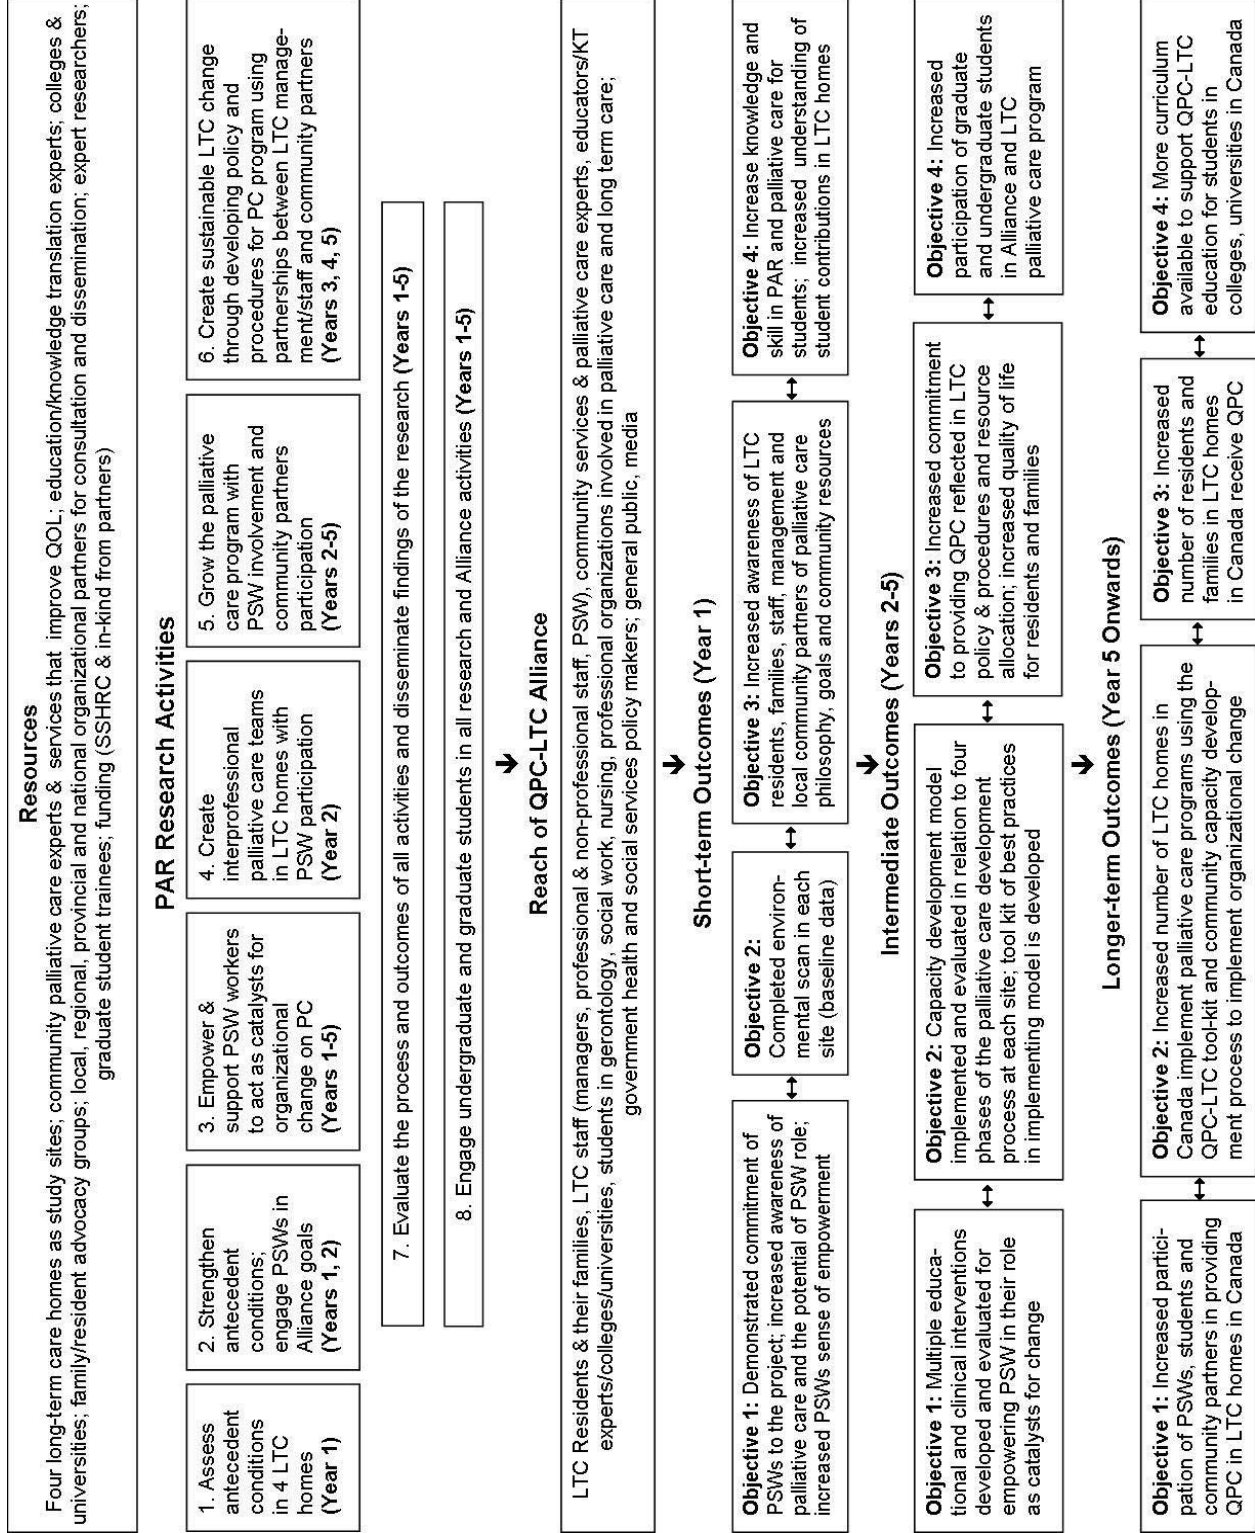 Resources
Four long-term care homes as study sites; community palliative care experts & services that improve QOL; education/knowledge translation experts; colleges &
universities; family/resident advocacy groups; local, regional, provincial and national organizational partners for consultation and dissemination; expert researchers;
graduate student trainees; funding (SSHRC & in-kind from partners)
PAR Research Activities
1. Assess
antecedent
conditions
in 4 LTC
homes
(Year 1)
2. Strengthen
antecedent
conditions;
engage PSWs in
Alliance goals
(Years 1, 2)
3. Empower &
support PSW workers
to act as catalysts for
organizational
change on PC
(Years 1-5)
4. Create
interprofessional
palliative care teams
in LTC homes with
PSW participation
(Year 2)
5. Grow the palliative
care program with
PSW involvement and
community partners
participation
(Years 2-5)
6. Create sustainable LTC change
through developing policy and
procedures for PC program using
partnerships between LTC manage-
ment/staff and community partners
(Years 3, 4, 5)
7. Evaluate the process and outcomes of all activities and disseminate findings of the research (Years 1-5)
8. Engage undergraduate and graduate students in all research and Alliance activities (Years 1-5)
Reach of QPC-LTC Alliance
LTC Residents & their families, LTC staff (managers, professional & non-professional staff, PSW), community services & palliative care experts, educators/KT
experts/colleges/universities, students in gerontology, social work, nursing, professional organizations involved in palliative care and long term care;
government health and social services policy makers; general public, media
Short-term Outcomes (Year 1)
Objective 1: Demonstrated commitment of
PSWs to the project; increased awareness of
palliative care and the potential of PSW role;
increased PSWs sense of empowerment
Objective 2:
Completed environ-
mental scan in each
site (baseline data)
Objective 3: Increased awareness of LTC
residents, families, staff, management and
local community partners of palliative care
philosophy, goals and community resources
Objective 4: Increase knowledge and
skill in PAR and palliative care for
students; increased understanding of
student contributions in LTC homes
Intermediate Outcomes (Years 2-5)
Objective 1: Multiple educa-
tional and clinical interventions
developed and evaluated for
empowering PSW in their role
as catalysts for change
Objective 2: Capacity development model
implemented and evaluated in relation to four
phases of the palliative care development
process at each site; tool kit of best practices
in implementing model is developed
Objective 3: Increased commitment
to providing QPC reflected in LTC
policy & procedures and resource
allocation; increased quality of life
for residents and families
Objective 4: Increased
participation of graduate
and undergraduate students
in Alliance and LTC
palliative care program
Longer-term Outcomes (Year 5 Onwards)
Objective 1: Increased partici-
pation of PSWs, students and
community partners in providing
QPC in LTC homes in Canada
Objective 2: Increased number of LTC homes in
Canada implement palliative care programs using the
QPC-LTC tool-kit and community capacity develop-
ment process to implement organizational change
Objective 3: Increased
number of residents and
families in LTC homes
in Canada receive QPC
Objective 4: More curriculum
available to support QPC-LTC
education for students in
colleges, universities in Canada